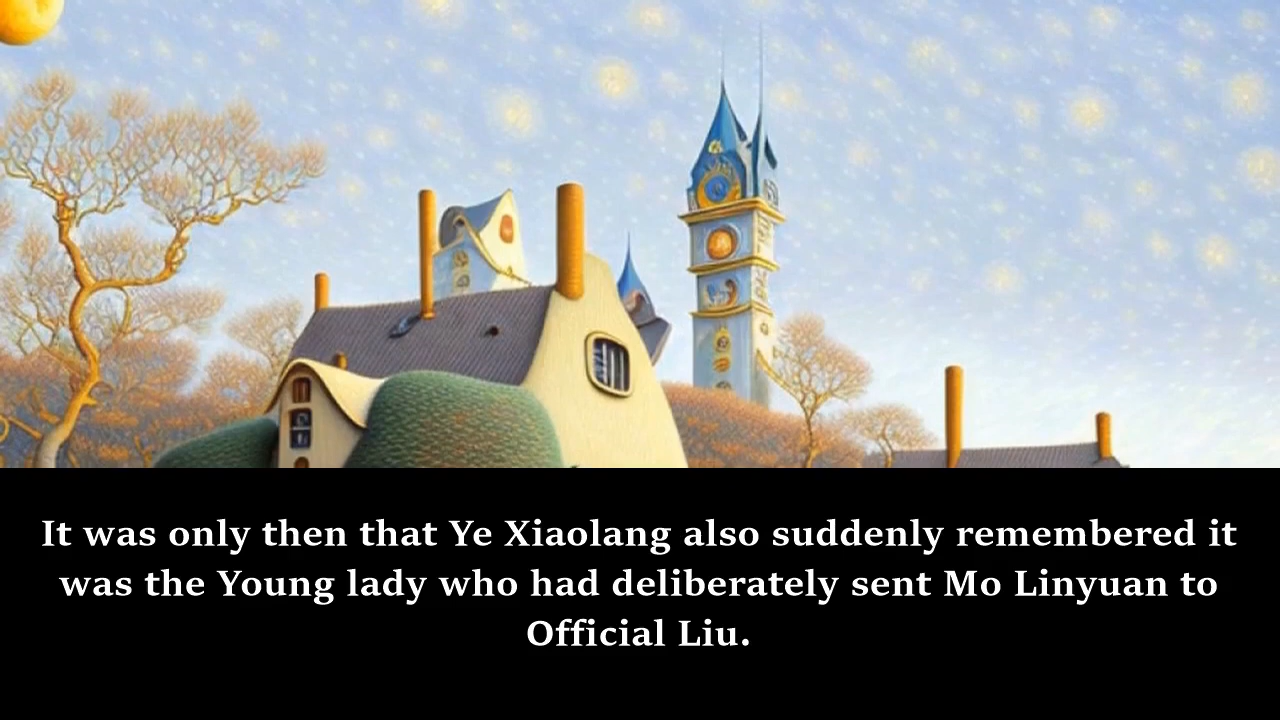 It was only then that Ye Xiaolang also suddenly remembered it
was the Young lady who had deliberately sent Mo Linyuan to
Official Liu.